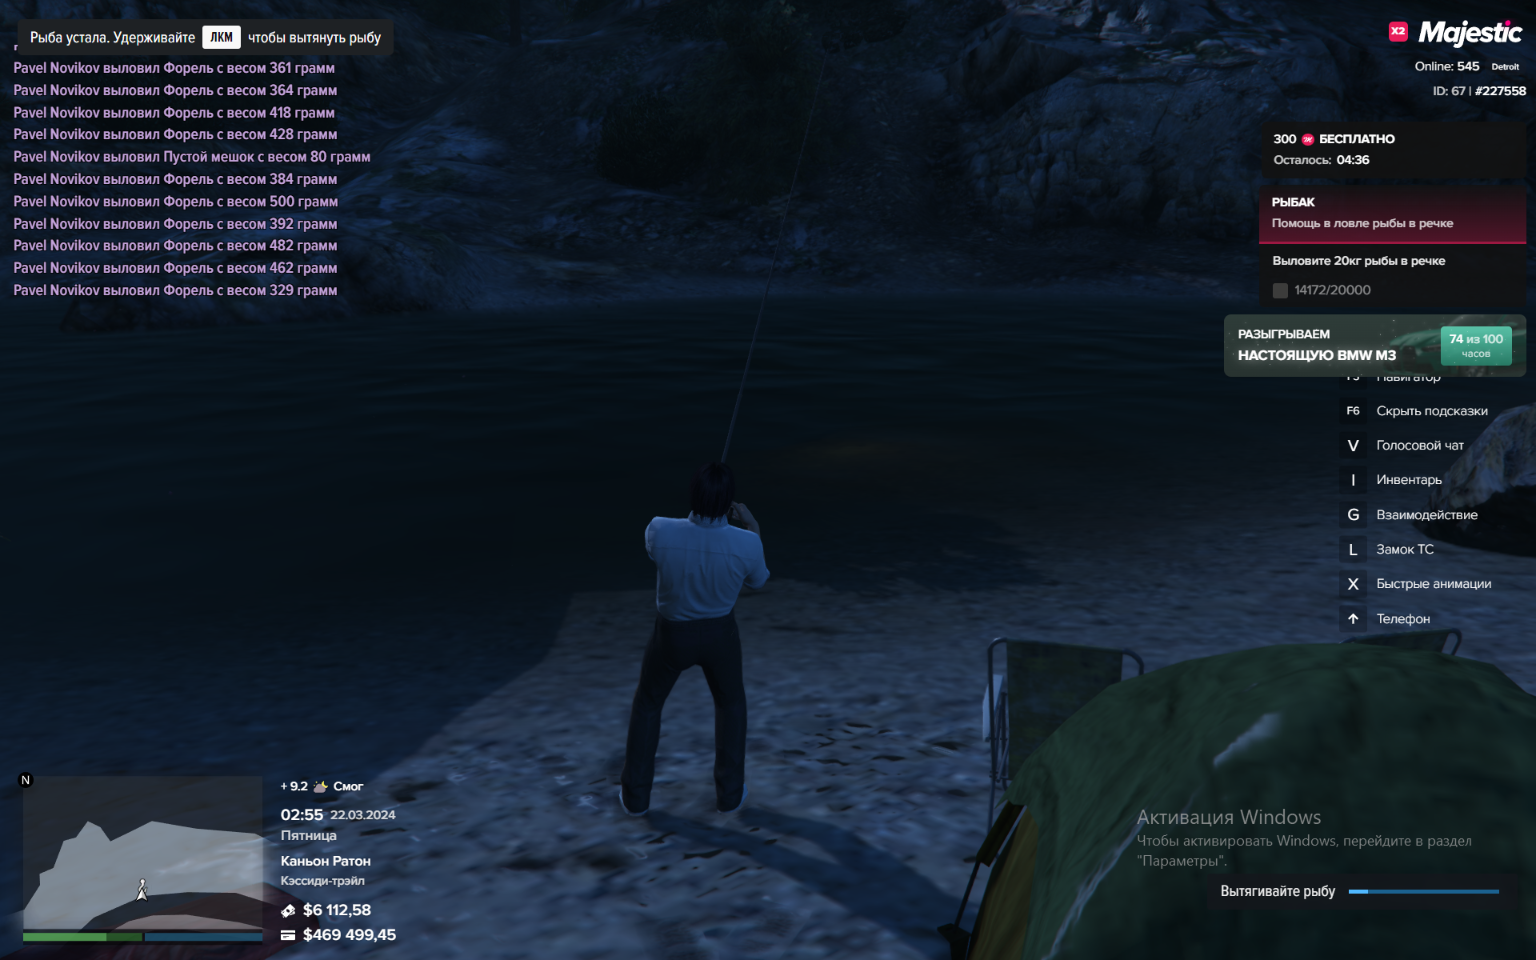 Рыба устала. Удерживайте ЛКМ чтобы вытянуть рыбу
Pavel Novikov выловил Форель с весом 361 грамм
Pavel Novikov выловил Форель с весом 364 грамм
Pavel Novikov выловил Форель с весом 418 грамм
Pavel Novikov выловил Форель с весом 428 грамм
Pavel Novikov выловил Пустой мешок с весом 80 грамм
Pavel Novikov выловил Форель с весом 384 грамм
Pavel Novikov выловил Форель с весом 500 грамм
Pavel Novikov выловил Форель с весом 392 грамм
Pavel Novikov выловил Форель с весом 482 грамм
Pavel Novikov выловил Форель с весом 462 грамм
Pavel Novikov выловил Форель с весом 329 грамм
X2 Majestic
Online: 545 Detroit
ID: 67 | #227558
300 БЕСПЛАТНО
Осталось: 04:36
РЫБАК
Помощь в ловле рыбы в речке
Выловите 20кг рыбы в речке
14172/20000
РАЗЫГРЫВАЕМ
НАСТОЯЩУЮ BMW M3
74 из 100
часов
Навигатор
F6 Скрыть подсказки
V Голосовой чат
I Инвентарь
G Взаимодействие
L Замок ТС
X Быстрые анимации
↑ Телефон
N
+ 9.2 Смог
02:55 22.03.2024
Пятница
Каньон Ратон
Кэссиди-трэйл
$6 112,58
$469 499,45
Активация Windows
Чтобы активировать Windows, перейдите в раздел
"Параметры".
Вытягивайте рыбу